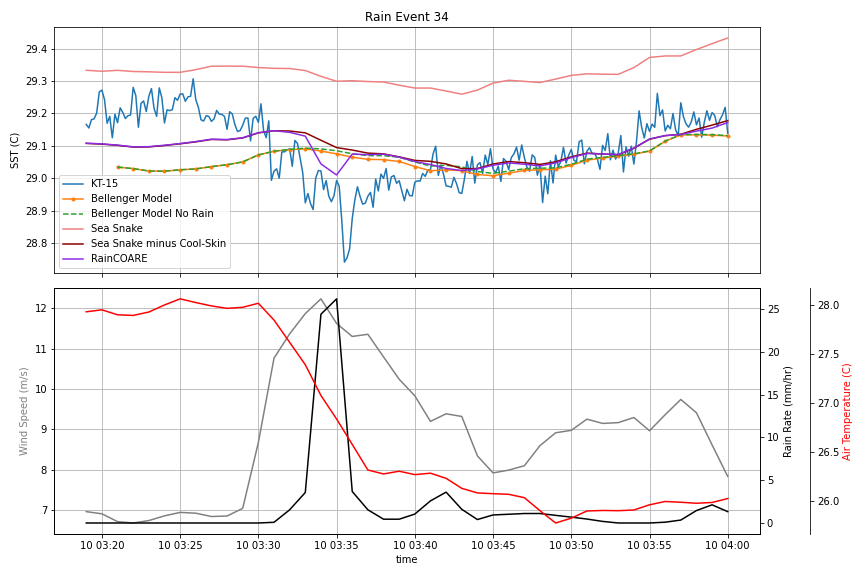 Rain Event 34
29.4
29.3
29.2
29.1
29.0
28.9
28.8
SST (C)
KT-15
Bellenger Model
Bellenger Model No Rain
Sea Snake
Sea Snake minus Cool-Skin
RainCOARE
12
11
10
9
8
7
Wind Speed (m/s)
25
20
15
10
5
0
Rain Rate (mm/hr)
28.0
27.5
27.0
26.5
26.0
Air Temperature (C)
10 03:20 10 03:25 10 03:30 10 03:35 10 03:40 10 03:45 10 03:50 10 03:55 10 04:00
time